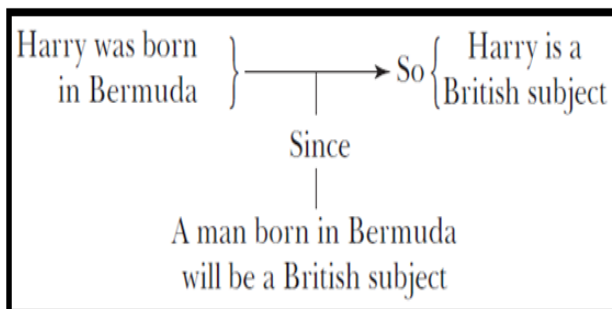 Harry was born
in Bermuda
So
Harry is a
British subject
Since
A man born in Bermuda
will be a British subject